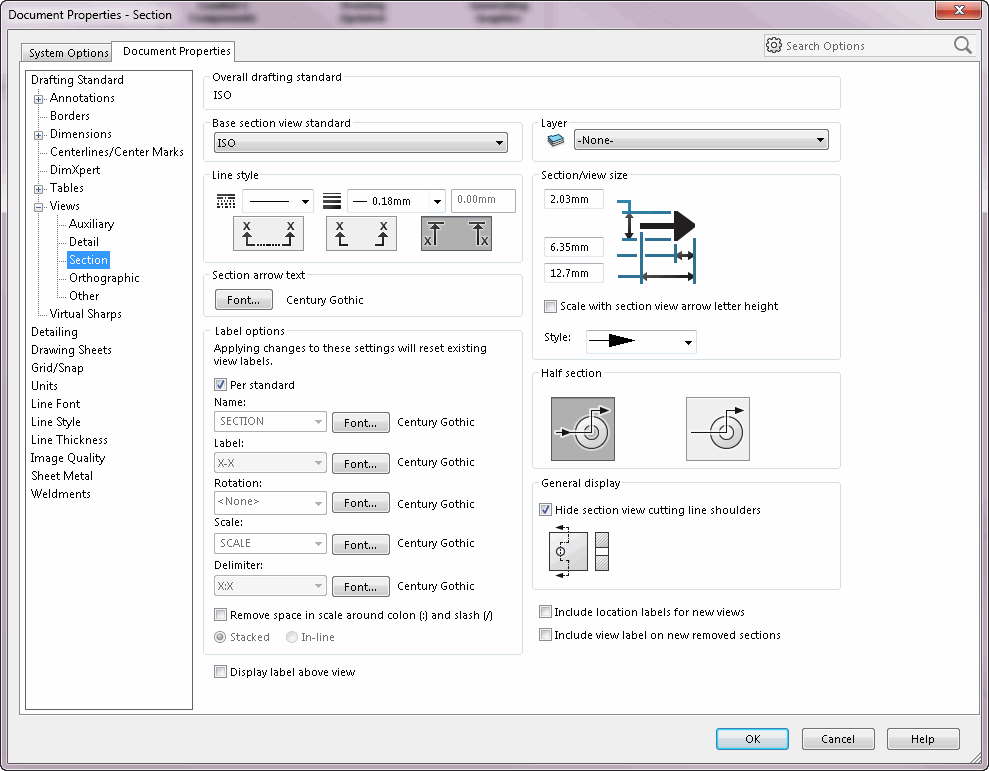 Document Properties - Section
Search Options
System Options
Document Properties
Drafting Standard
Annotations
Borders
Dimensions
Centerlines/Center Marks
DimXpert
Tables
Views
Auxiliary
Detail
Section
Orthographic
Other
Virtual Sharps
Detailing
Drawing Sheets
Grid/Snap
Units
Line Font
Line Style
Line Thickness
Image Quality
Sheet Metal
Weldments
Overall drafting standard
ISO
Base section view standard
ISO
Line style
0.18mm
0.00mm
X X
X X
X X
Section arrow text
Font...
Century Gothic
Label options
Applying changes to these settings will reset existing
view labels.
Per standard
Name:
SECTION
Font...
Century Gothic
Label:
X-X
Font...
Century Gothic
Rotation:
<None>
Font...
Century Gothic
Scale:
SCALE
Font...
Century Gothic
Delimiter:
X:X
Font...
Century Gothic
Remove space in scale around colon (:) and slash (/)
Stacked
In-line
Display label above view
Layer
-None-
Section/view size
2.03mm
6.35mm
12.7mm
Scale with section view arrow letter height
Style:
Half section
General display
Hide section view cutting line shoulders
Include location labels for new views
Include view label on new removed sections
OK
Cancel
Help